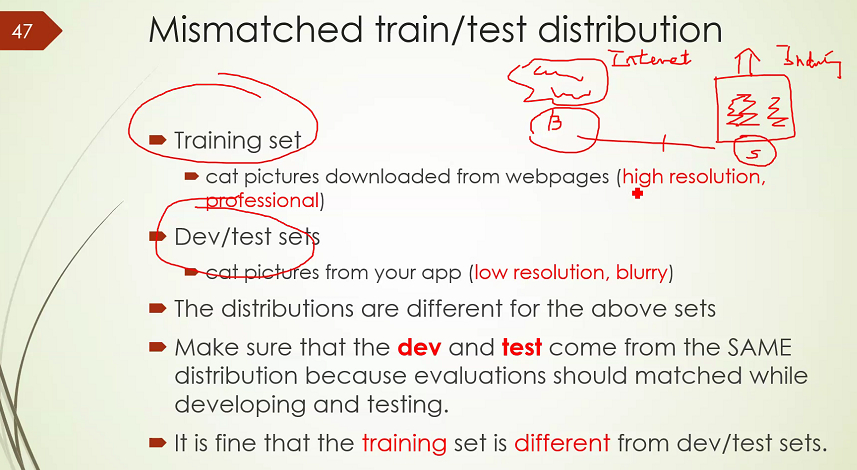 47
Mismatched train/test distribution
Internet
B
S
Training set
cat pictures downloaded from webpages (high resolution,
professional)
Dev/test sets
cat pictures from your app (low resolution, blurry)
The distributions are different for the above sets
Make sure that the dev and test come from the SAME
distribution because evaluations should matched while
developing and testing.
It is fine that the training set is different from dev/test sets.